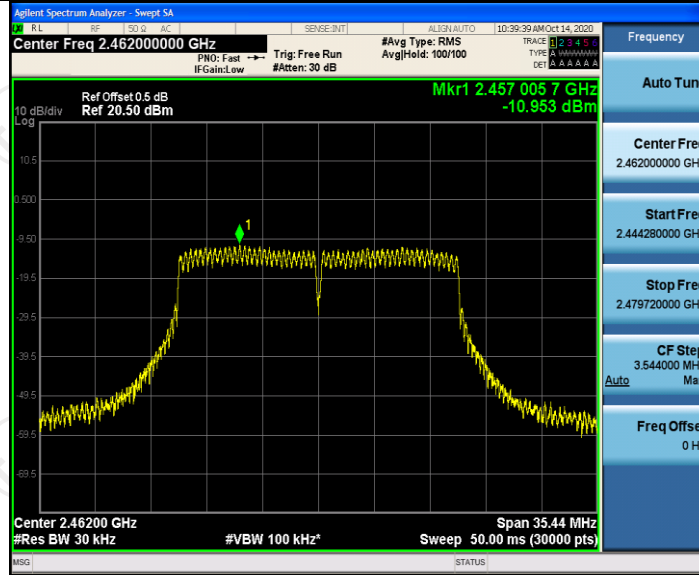 Agilent Spectrum Analyzer - Swept SA
RL RF 50 Ω AC SENSE:INT ALIGN AUTO 10:39:39 AM Oct 14, 2020
Center Freq 2.462000000 GHz
PNO: Fast
IFGain:Low
Trig: Free Run
#Atten: 30 dB
#Avg Type: RMS
Avg|Hold: 100/100
TRACE 1 2 3 4 5 6
TYPE A
DET A A A A A A
Ref Offset 0.5 dB
10 dB/div Ref 20.50 dBm
Log
Mkr1 2.457 005 7 GHz
-10.953 dBm
10.5
0.500
-9.50
-19.5
-29.5
-39.5
-49.5
-59.5
-69.5
1
Center 2.46200 GHz
#Res BW 30 kHz
#VBW 100 kHz*
Span 35.44 MHz
Sweep 50.00 ms (30000 pts)
MSG
STATUS
Frequency
Auto Tun
Center Fre
2.462000000 GH
Start Fre
2.444280000 GH
Stop Fre
2.479720000 GH
CF Ste
3.544000 MH
Auto Ma
Freq Offse
0 H